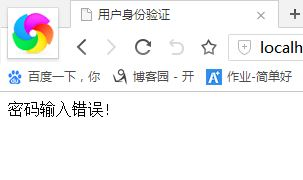 用户身份验证
localh
百度一下，你
博客园 - 开
作业-简单好
密码输入错误!